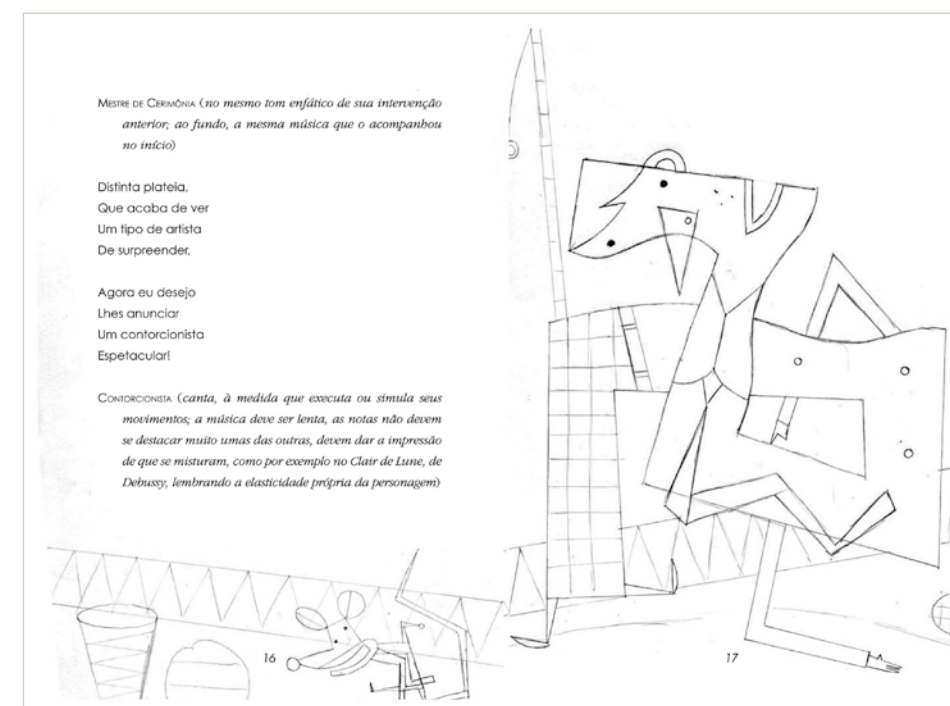 MESTRE DE CERIMÔNIA (no mesmo tom enfático de sua intervenção
anterior; ao fundo, a mesma música que o acompanhou
no início)
Distinta plateia,
Que acaba de ver
Um tipo de artista
De surpreender,
Agora eu desejo
Lhes anunciar
Um contorcionista
Espetacular!
CONTORCIONISTA (canta, à medida que executa ou simula seus
movimentos; a música deve ser lenta, as notas não devem
se destacar muito umas das outras, devem dar a impressão
de que se misturam, como por exemplo no Clair de Lune, de
Debussy, lembrando a elasticidade própria da personagem)
16
17